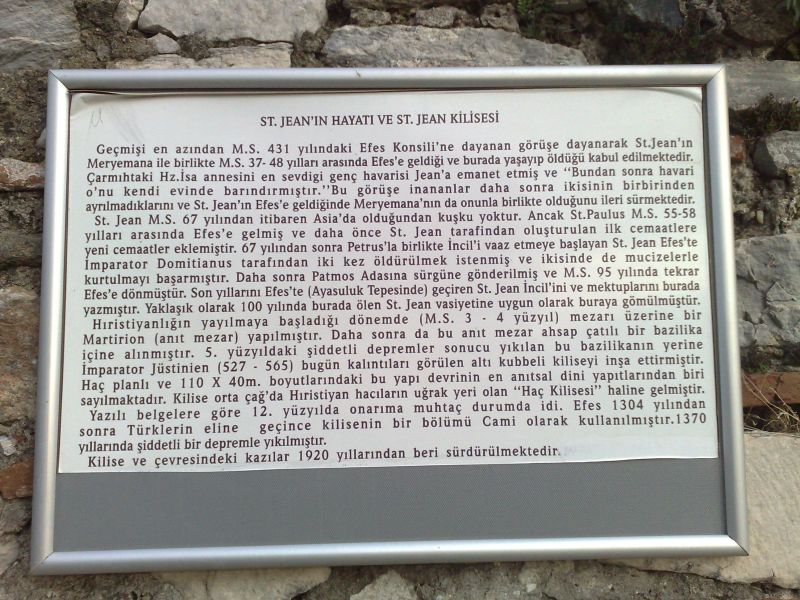 ST. JEAN'IN HAYATI VE ST. JEAN KİLİSESİ
Geçmişi en azından M.S. 431 yılındaki Efes Konsili'ne dayanan görüşe dayanarak St.Jean'ın
Meryemana ile birlikte M.S. 37- 48 yılları arasında Efes'e geldiği ve burada yaşayıp öldüğü kabul edilmektedir.
Çarmıhtaki Hz.İsa annesini en sevdigi genç havarisi Jean'a emanet etmiş ve "Bundan sonra havari
o'nu kendi evinde barındırmıştır."Bu görüşe inananlar daha sonra ikisinin birbirinden
ayrılmadıklarını ve St. Jean'ın Efes'e geldiğinde Meryemana'nın da onunla birlikte olduğunu ileri sürmektedir.
St. Jean M.S. 67 yılından itibaren Asia'da olduğundan kuşku yoktur. Ancak St.Paulus M.S. 55-58
yılları arasında Efes'e gelmiş ve daha önce St. Jean tarafindan oluşturulan ilk cemaatlere
yeni cemaatler eklemiştir. 67 yılından sonra Petrus'la birlikte İncil'i vaaz etmeye başlayan St. Jean Efes'te
İmparator Domitianus tarafından iki kez öldürülmek istenmiş ve ikisinde de mucizelerle
kurtulmayı başarmıştır. Daha sonra Patmos Adasına sürgüne gönderilmiş ve M.S. 95 yılında tekrar
Efes'e dönmüştür. Son yıllarını Efes'te (Ayasuluk Tepesinde) geçiren St. Jean İncil'ini ve mektuplarını burada
yazmıştır. Yaklaşık olarak 100 yılında burada ölen St. Jean vasiyetine uygun olarak buraya gömülmüştür.
Hıristiyanlığın yayılmaya başladığı dönemde (M.S. 3 - 4 yüzyıl) mezarı üzerine bir
Martirion (anıt mezar) yapılmıştır. Daha sonra da bu anıt mezar ahşap çatılı bir bazilika
içine alınmıştır. 5. yüzyıldaki şiddetli depremler sonucu yıkılan bu bazilikanın yerine
İmparator Jüstinien (527 - 565) bugün kalıntıları görülen altı kubbeli kiliseyi inşa ettirmiştir.
Haç planlı ve 110 X 40m. boyutlarındaki bu yapı devrinin en anıtsal dini yapıtlarından biri
sayılmaktadır. Kilise orta çağ'da Hıristiyan hacıların uğrak yeri olan "Haç Kilisesi" haline gelmiştir.
Yazılı belgelere göre 12. yüzyılda onarıma muhtaç durumda idi. Efes 1304 yılından
sonra Türklerin eline geçince kilisenin bir bölümü Cami olarak kullanılmıştır.1370
yıllarında şiddetli bir depremle yıkılmıştır.
Kilise ve çevresindeki kazılar 1920 yıllarından beri sürdürülmektedir.